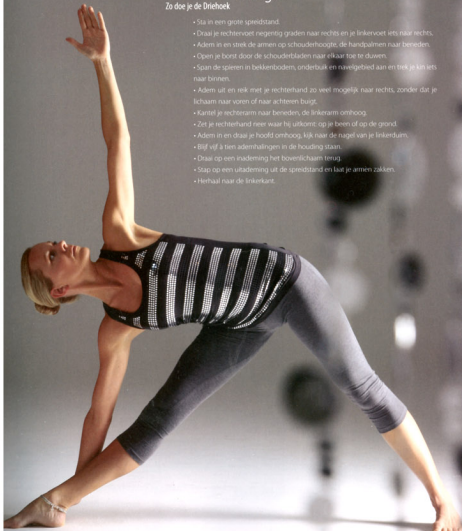 Zo doe je de Driehoek
• Sta in een grote spreidstand.
• Draai je rechtervoet negentig graden naar rechts en je linkervoet iets naar rechts.
• Adem in en strek de armen op schouderhoogte, de handpalmen naar beneden.
• Open je borst door de schouderbladen naar elkaar toe te duwen.
• Span de spieren in bekkenbodem, onderbuik en navelgebied aan en trek je kin iets
naar binnen.
• Adem uit en reik met je rechterhand zo veel mogelijk naar rechts, zonder dat je
lichaam naar voren of naar achteren buigt.
• Kantel je rechterarm naar beneden, de linkerarm omhoog.
• Zet je rechterhand neer waar hij uitkomt: op je been of op de grond.
• Adem in en draai je hoofd omhoog, kijk naar de nagel van je linkerduim.
• Blijf vijf à tien ademhalingen in de houding staan.
• Draai op een inademing het bovenlichaam terug.
• Stap op een uitademing uit de spreidstand en laat je armen zakken.
• Herhaal naar de linkerkant.